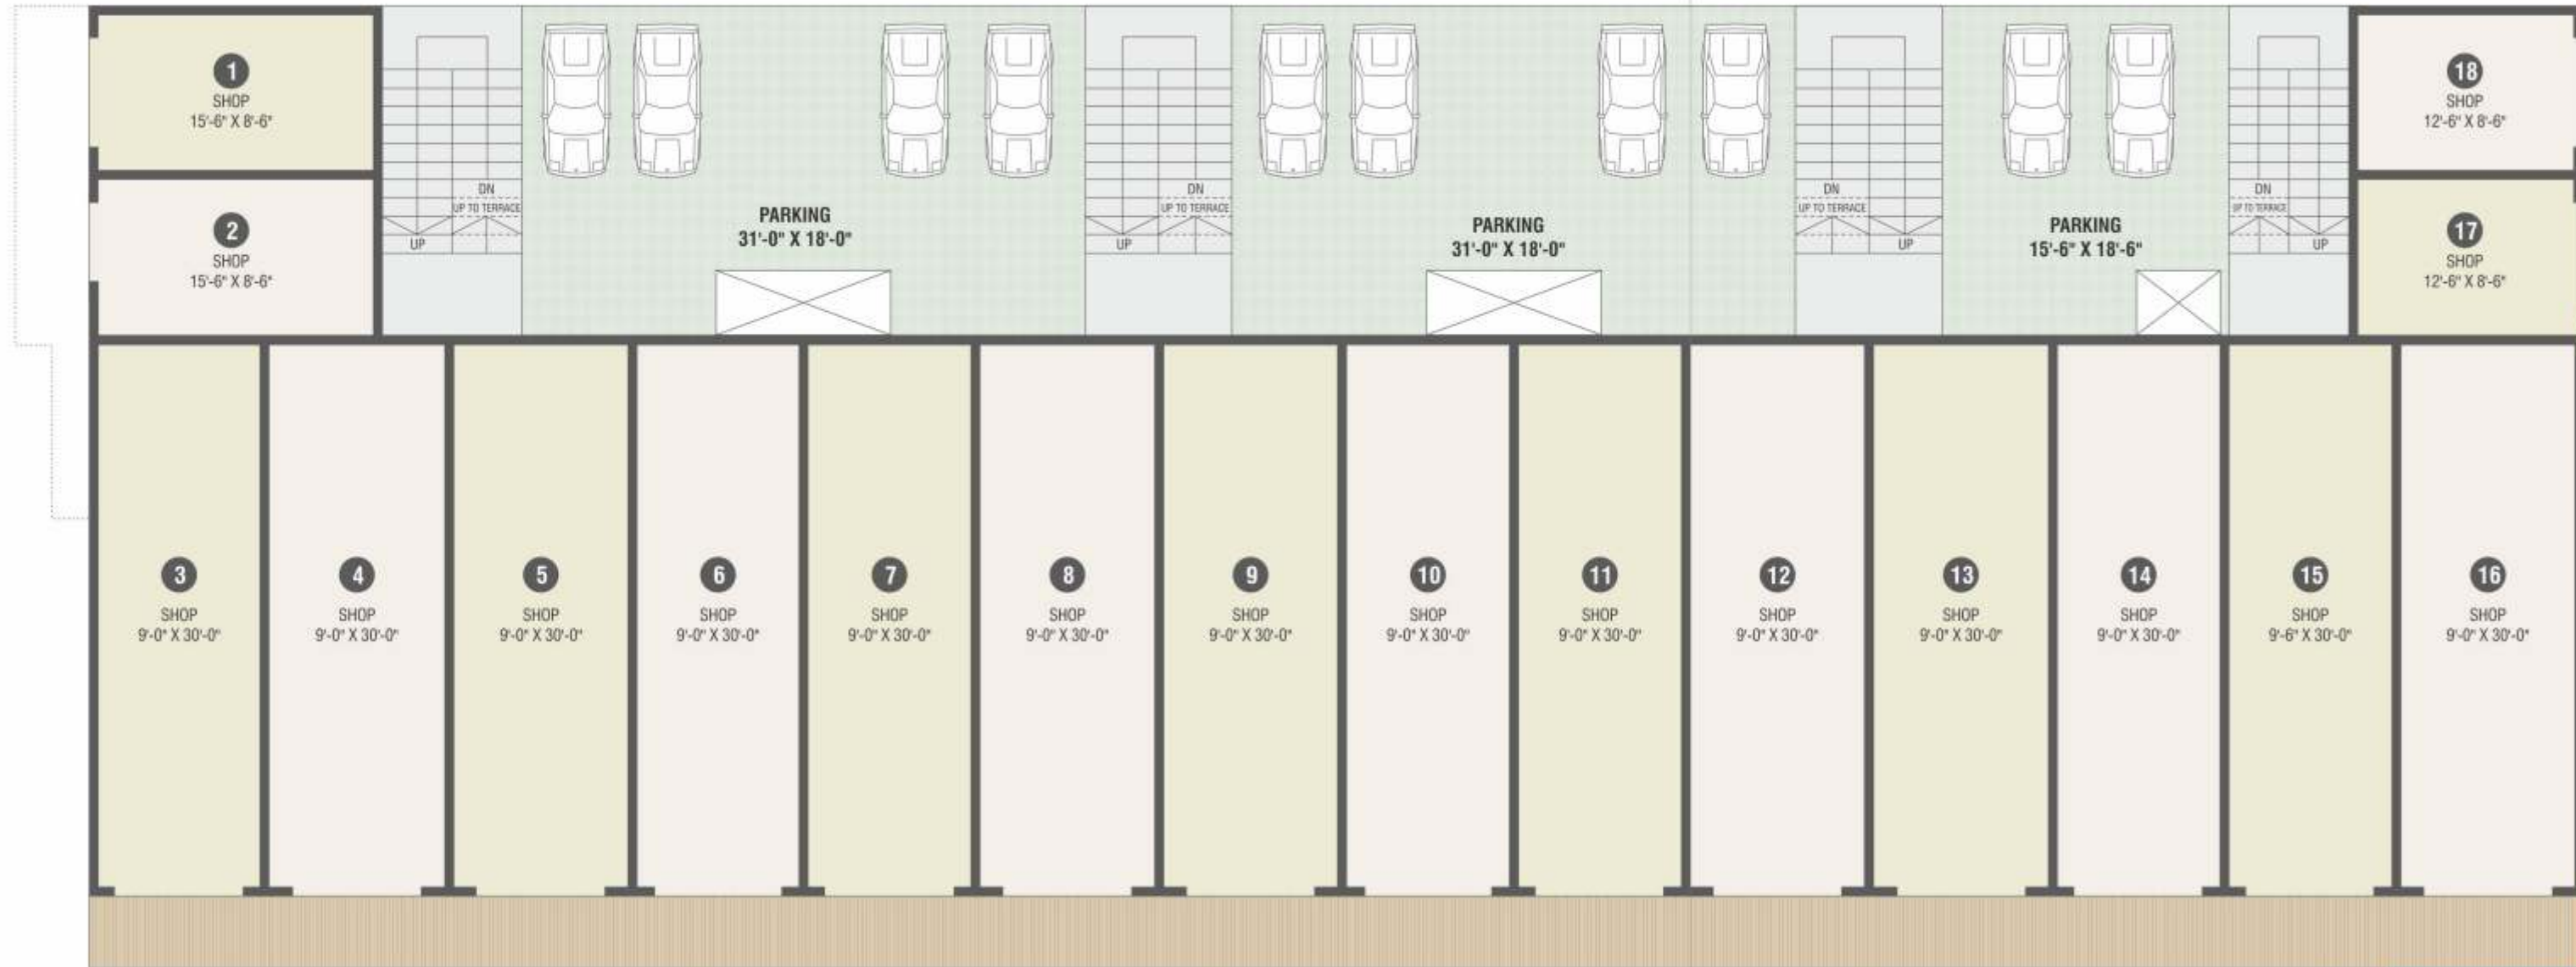 1
SHOP
15'-6" X 8'-6"
2
SHOP
15'-6" X 8'-6"
DN
UP TO TERRACE
UP
PARKING
31'-0" X 18'-0"
DN
UP TO TERRACE
UP
PARKING
31'-0" X 18'-0"
DN
UP TO TERRACE
UP
PARKING
15'-6" X 18'-6"
DN
UP TO TERRACE
UP
18
SHOP
12'-6" X 8'-6"
17
SHOP
12'-6" X 8'-6"
3
SHOP
9'-0" X 30'-0"
4
SHOP
9'-0" X 30'-0"
5
SHOP
9'-0" X 30'-0"
6
SHOP
9'-0" X 30'-0"
7
SHOP
9'-0" X 30'-0"
8
SHOP
9'-0" X 30'-0"
9
SHOP
9'-0" X 30'-0"
10
SHOP
9'-0" X 30'-0"
11
SHOP
9'-0" X 30'-0"
12
SHOP
9'-0" X 30'-0"
13
SHOP
9'-0" X 30'-0"
14
SHOP
9'-0" X 30'-0"
15
SHOP
9'-6" X 30'-0"
16
SHOP
9'-0" X 30'-0"